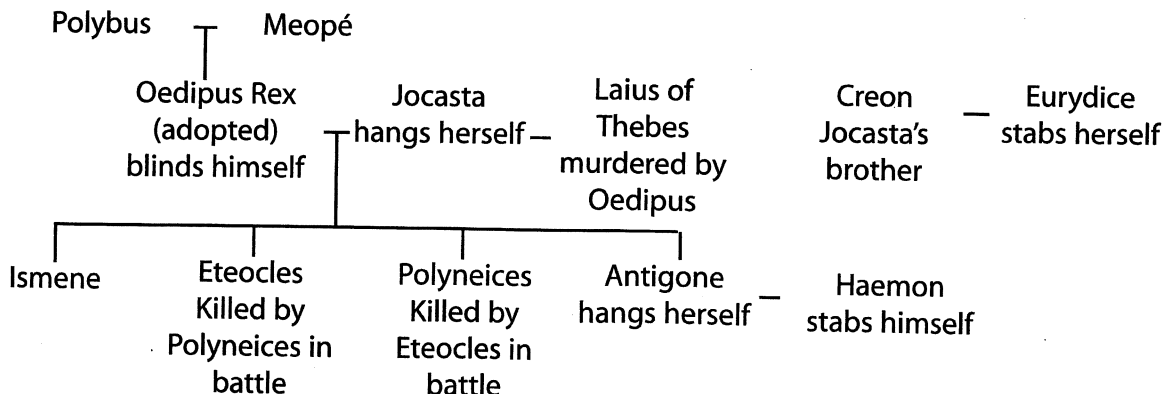 Polybus Meopé
Oedipus Rex
(adopted)
blinds himself
Jocasta
hangs herself
Laius of
Thebes
murdered by
Oedipus
Creon
Jocasta's
brother
Eurydice
stabs herself
Ismene
Eteocles
Killed by
Polyneices in
battle
Polyneices
Killed by
Eteocles in
battle
Antigone
hangs herself
Haemon
stabs himself